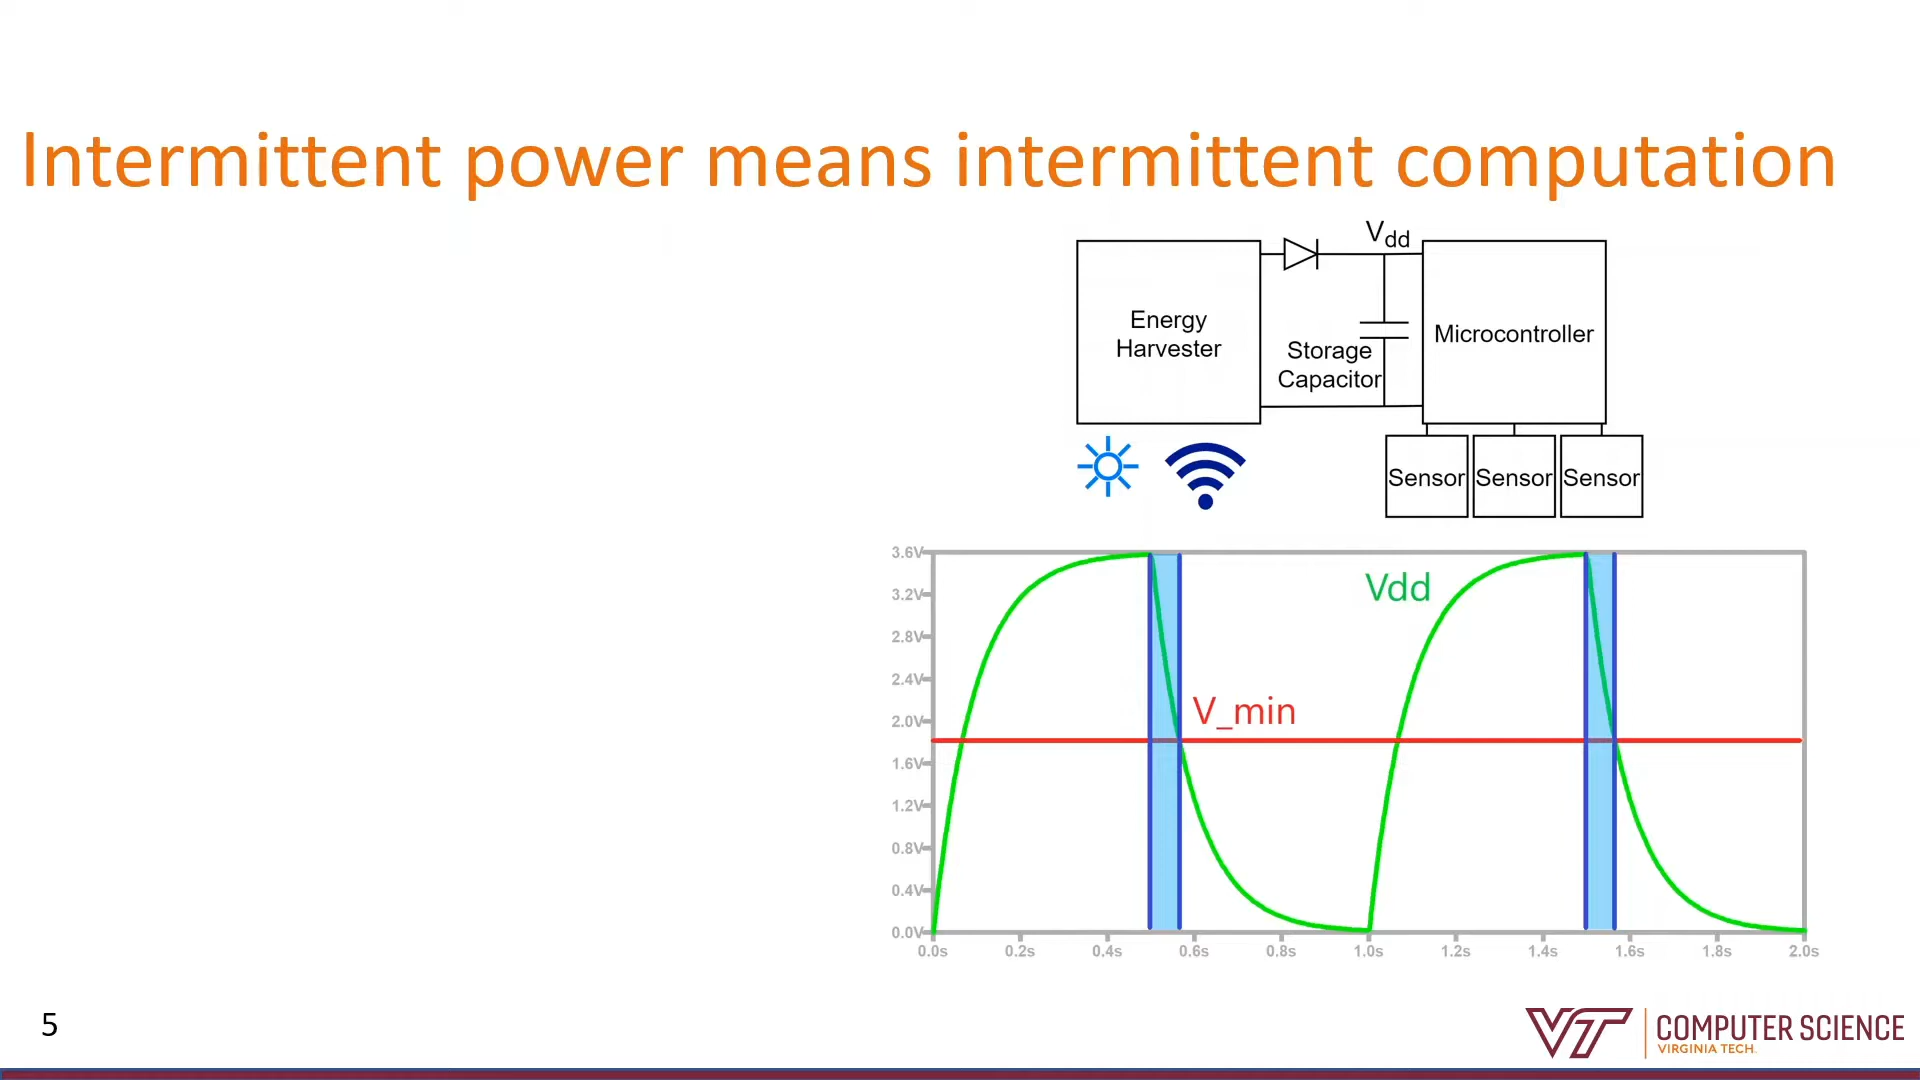 Intermittent power means intermittent computation
Vdd
Energy
Harvester
Storage
Capacitor
Microcontroller
Sensor
Sensor
Sensor
3.6V
3.2V
2.8V
2.4V
2.0V
1.6V
1.2V
0.8V
0.4V
0.0V
Vdd
V_min
0.0s
0.2s
0.4s
0.6s
0.8s
1.0s
1.2s
1.4s
1.6s
1.8s
2.0s
5
VT
COMPUTER SCIENCE
VIRGINIA TECH.